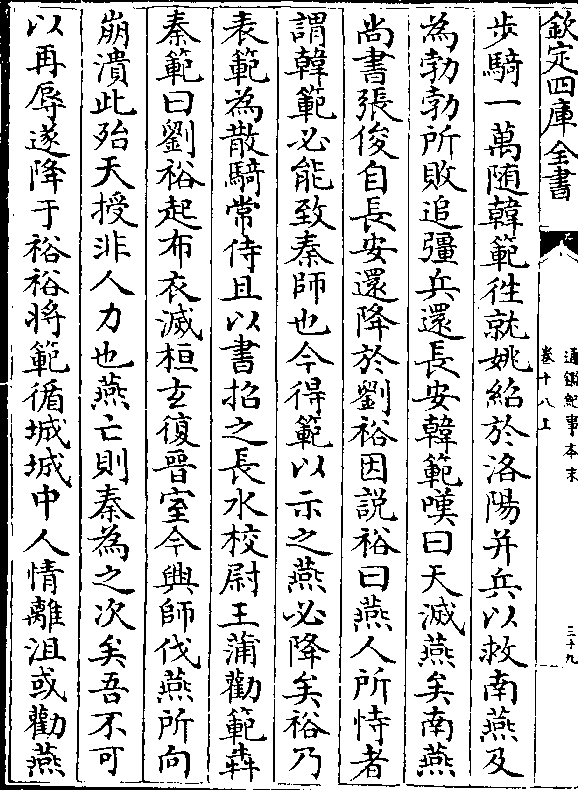 欽定四庫全書
通鑑紀事本末
卷十八上
三十九
步騎一萬随韓範徃就姚紹於洛陽并兵以救南燕及
為勃勃所敗追彊兵還長安韓範嘆曰天滅燕矣南燕
尚書張俊自長安還降於劉裕因説裕曰燕人所恃者
謂韓範必能致秦師也今得範以示之燕必降矣裕乃
表範為散騎常侍且以書招之長水校尉王蒲勸範犇
秦範曰劉裕起布衣滅桓𤣥復晉室今興師伐燕所向
崩潰此殆天授非人力也燕亡則秦為之次矣吾不可
以再辱遂降于裕裕將範循城城中人情離沮或勸燕